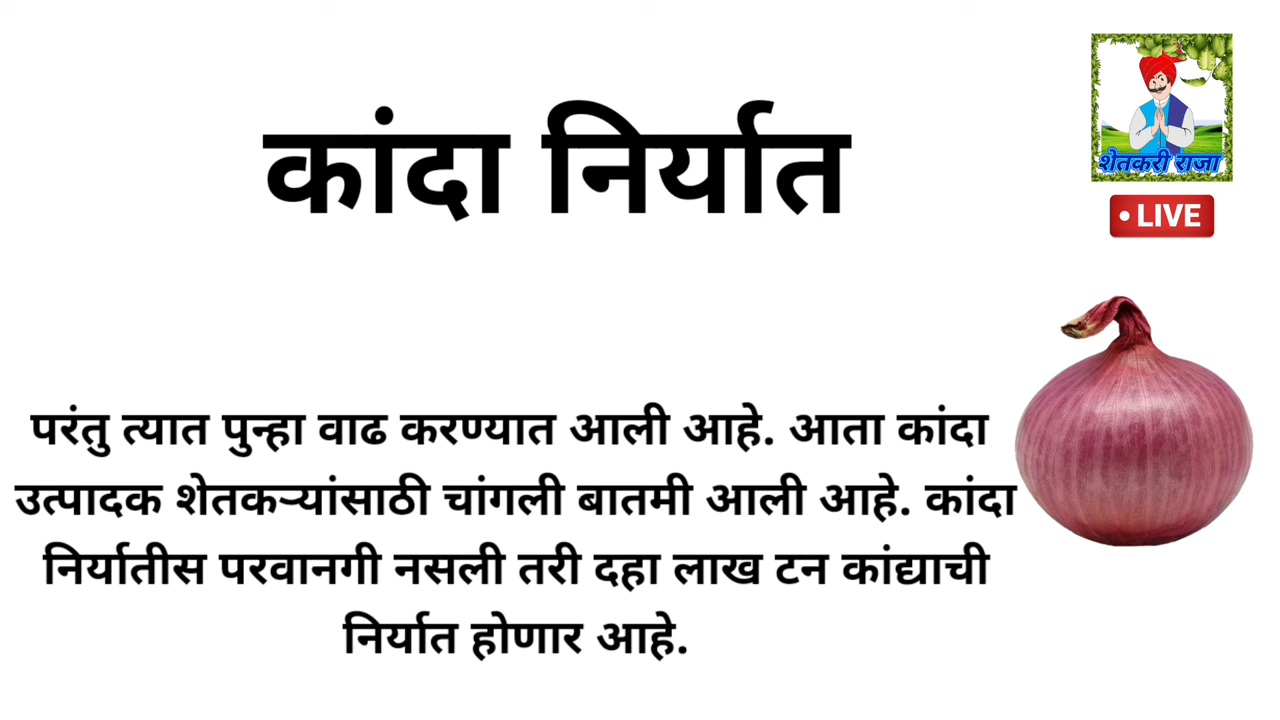 शेतकरी राजा
• LIVE
कांदा निर्यात
परंतु त्यात पुन्हा वाढ करण्यात आली आहे. आता कांदा
उत्पादक शेतकऱ्यांसाठी चांगली बातमी आली आहे. कांदा
निर्यातीस परवानगी नसली तरी दहा लाख टन कांद्याची
निर्यात होणार आहे.